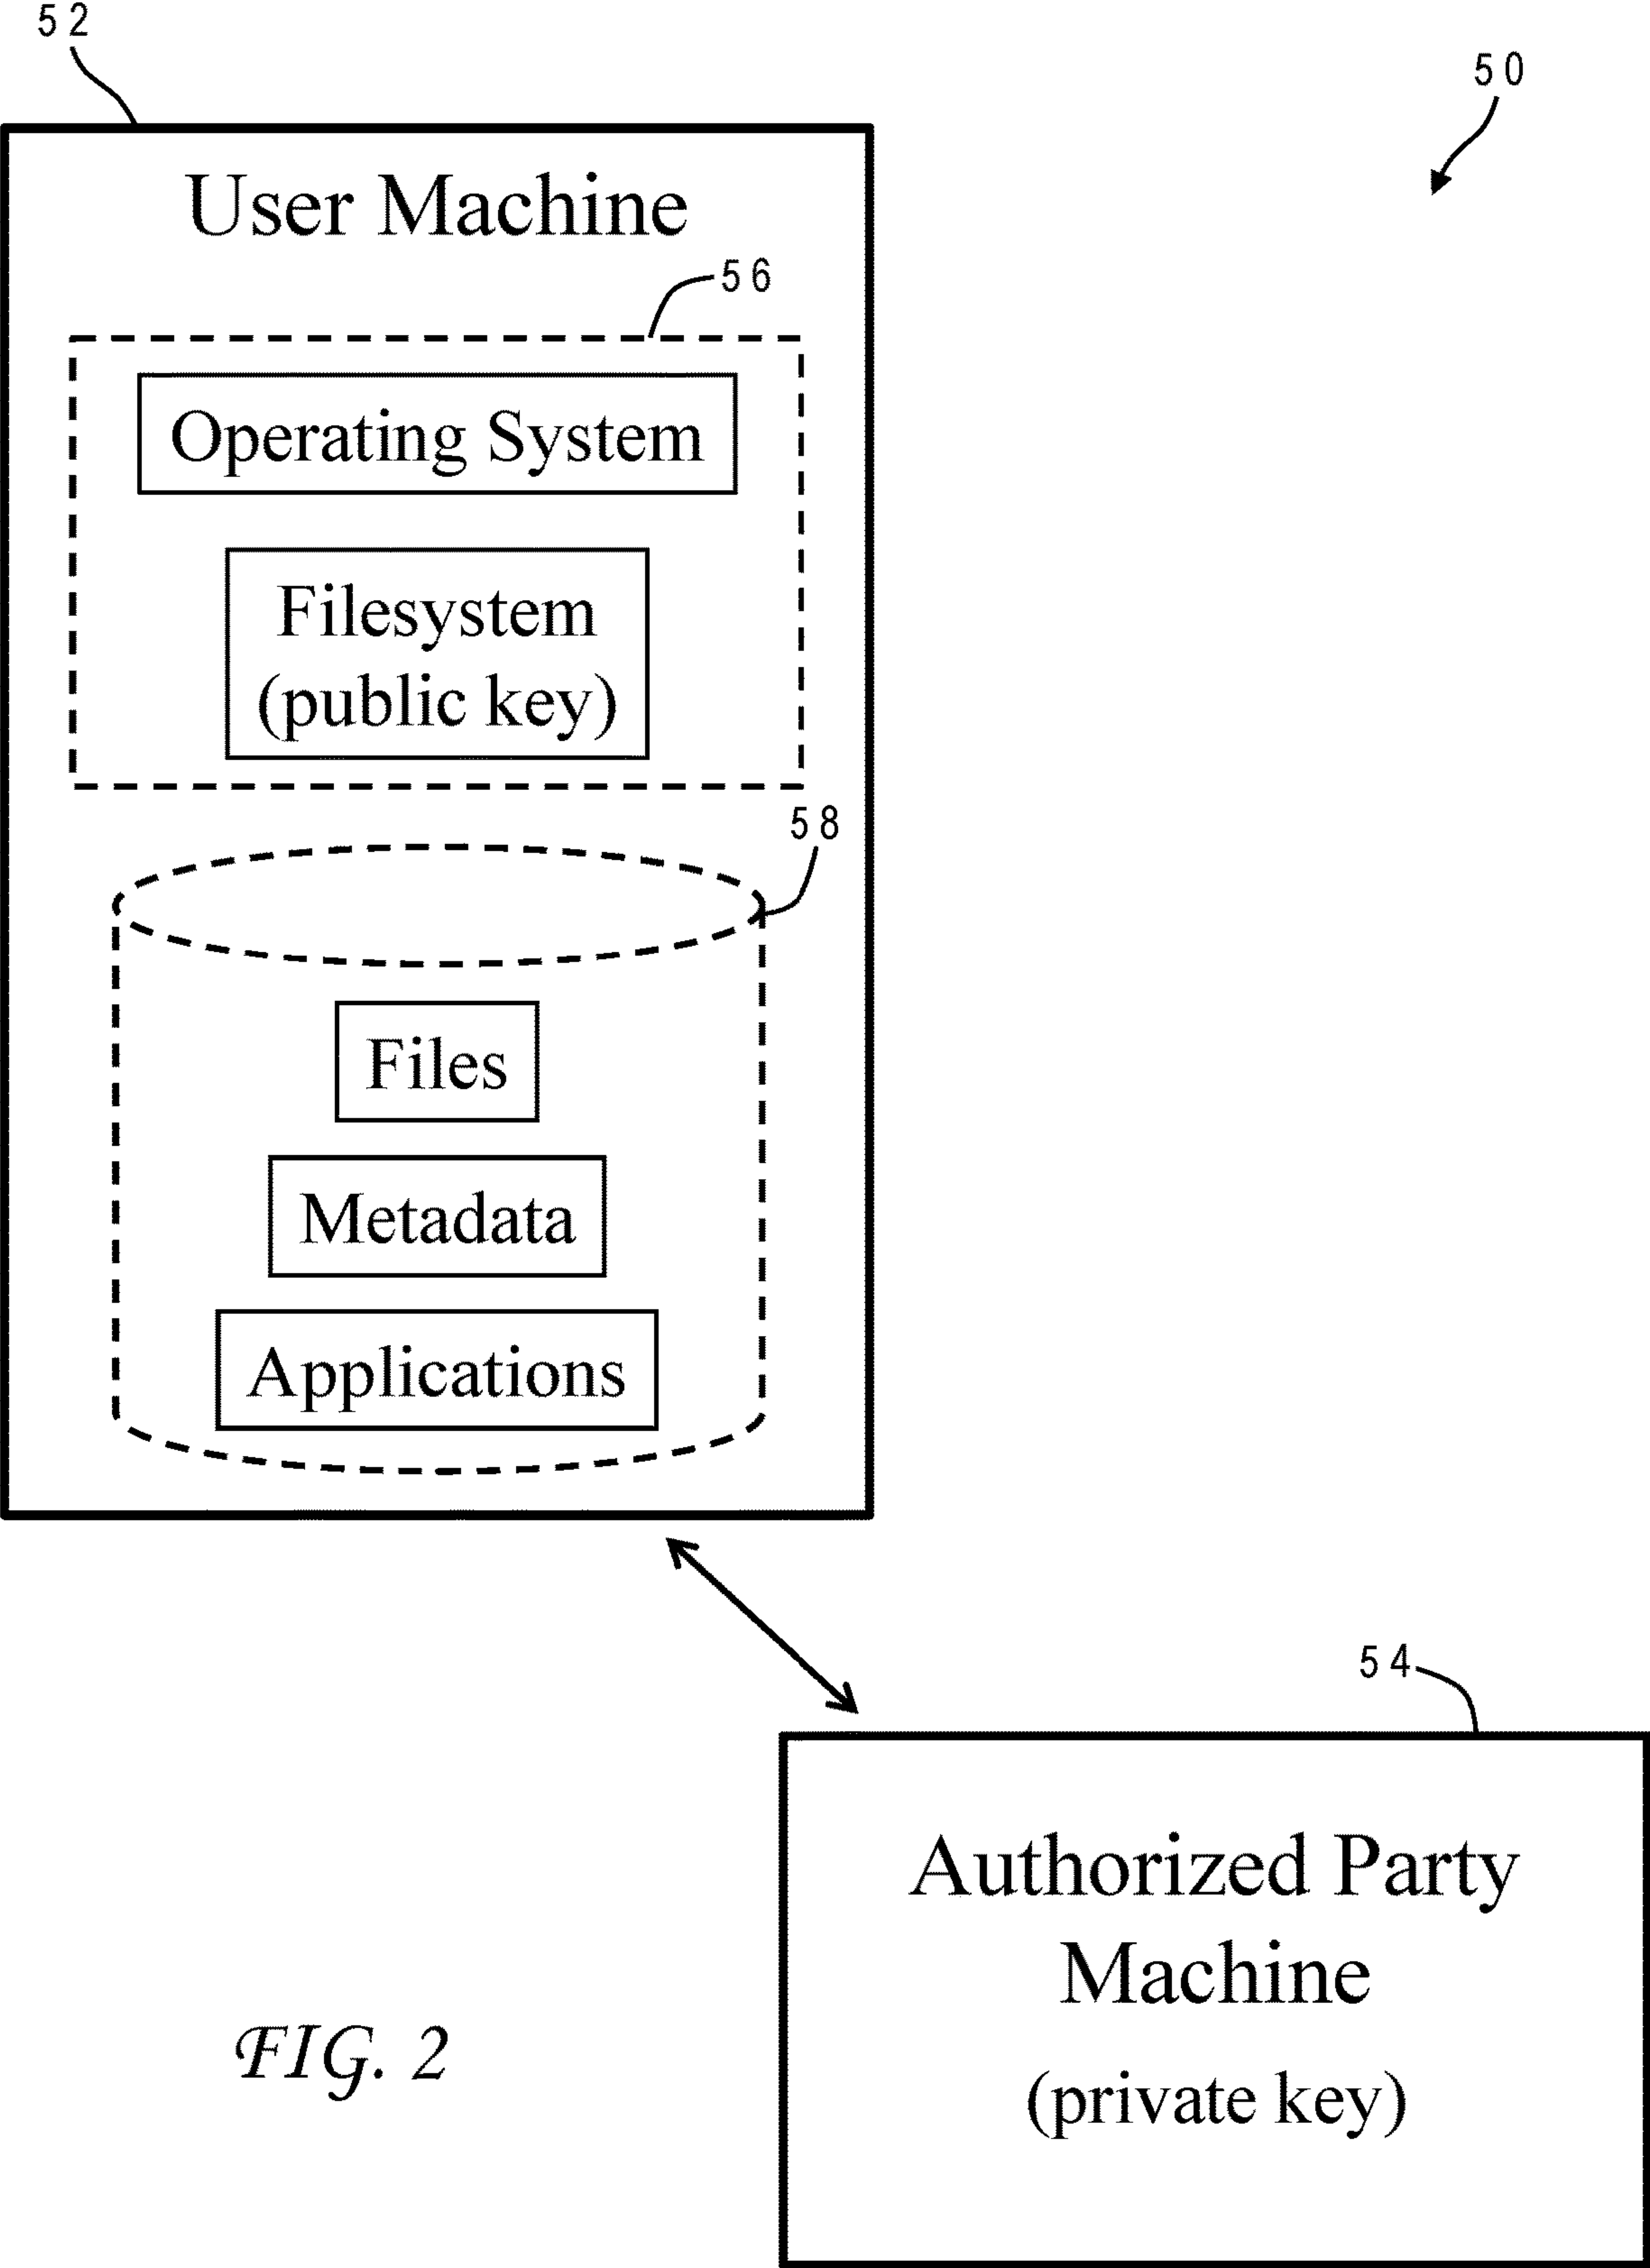 52
50
User Machine
56
Operating System
Filesystem
(public key)
58
Files
Metadata
Applications
54
Authorized Party
Machine
(private key)
FIG. 2